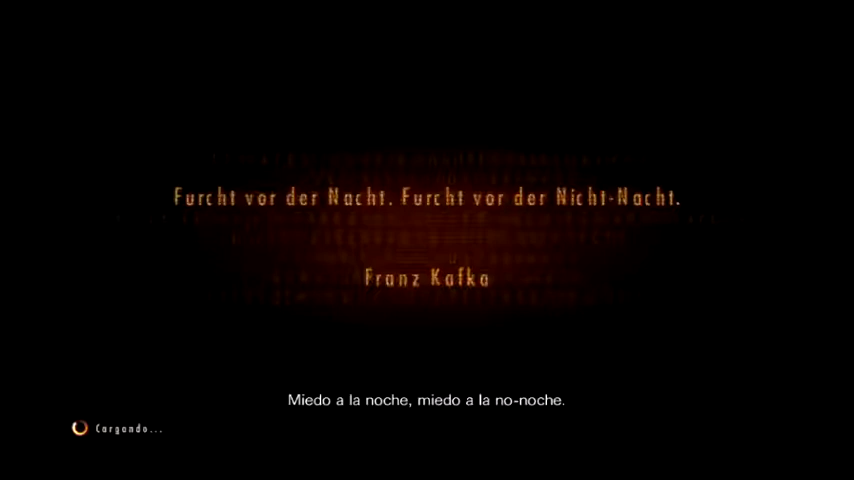 Furcht vor der Nacht. Furcht vor der Nicht-Nacht.
Franz Kafka
Miedo a la noche, miedo a la no-noche.
Cargando...